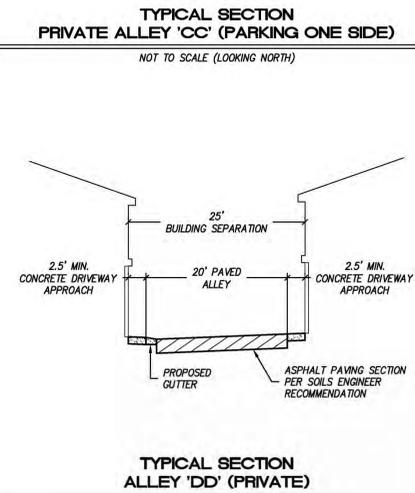 TYPICAL SECTION
PRIVATE ALLEY 'CC' (PARKING ONE SIDE)
NOT TO SCALE (LOOKING NORTH)
25'
BUILDING SEPARATION
2.5' MIN.
CONCRETE DRIVEWAY
APPROACH
20' PAVED
ALLEY
2.5' MIN.
CONCRETE DRIVEWAY
APPROACH
PROPOSED
GUTTER
ASPHALT PAVING SECTION
PER SOILS ENGINEER
RECOMMENDATION
TYPICAL SECTION
ALLEY 'DD' (PRIVATE)